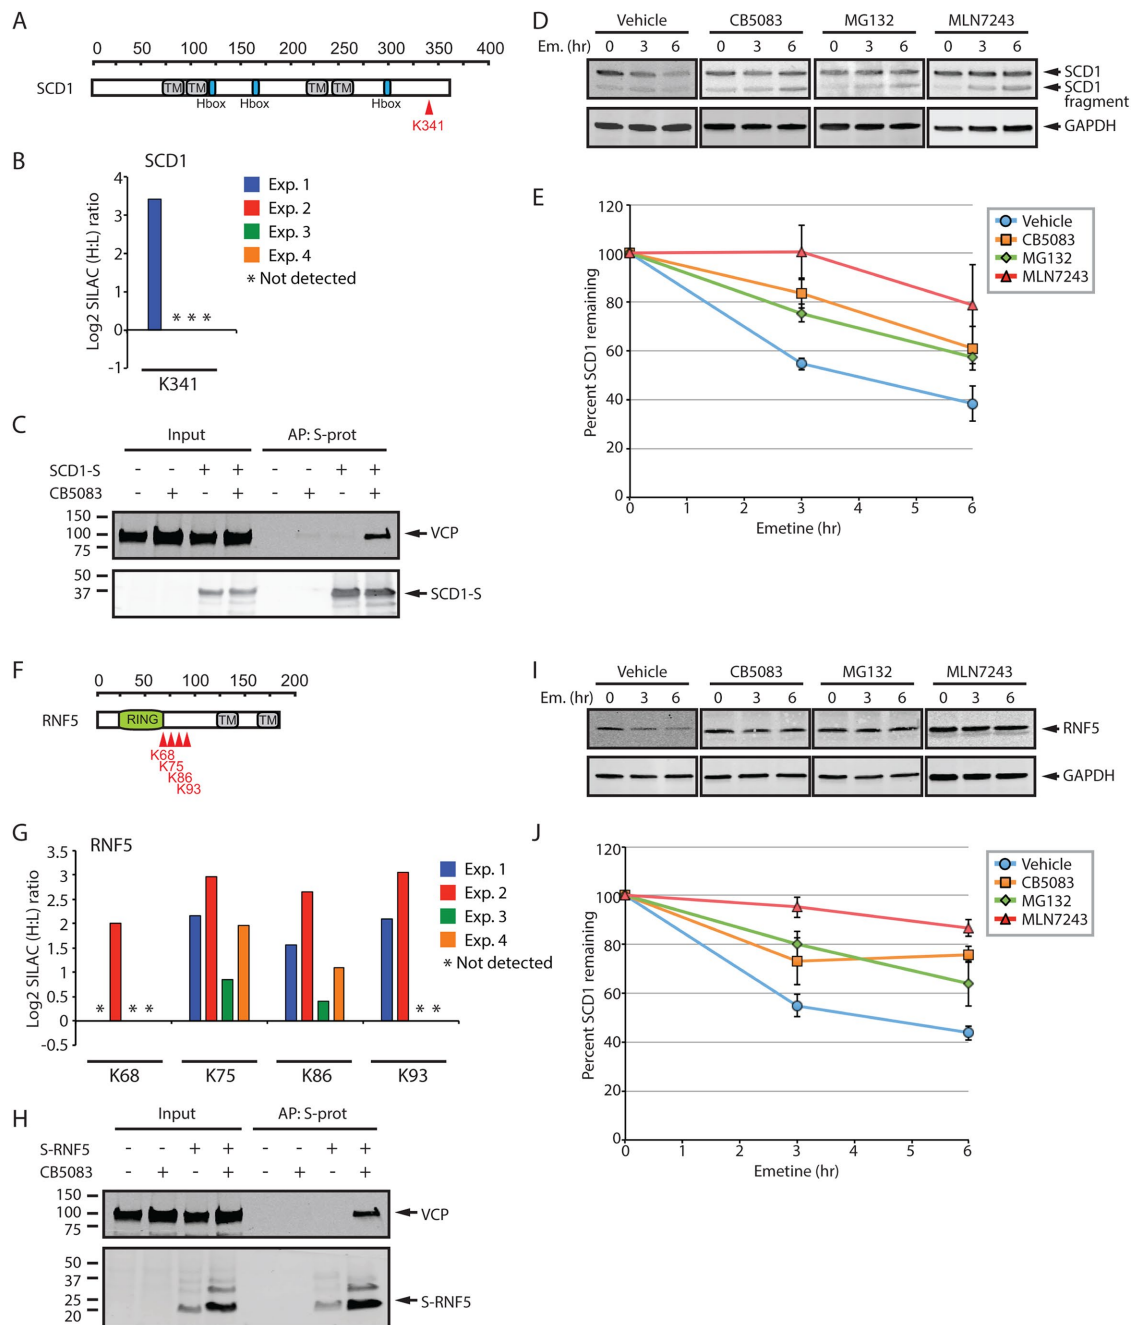 A
0 50 100 150 200 250 300 350 400
SCD1
TM TM TM TM
Hbox Hbox Hbox
K341
B
SCD1
Log2 SILAC (H:L) ratio
4
3
2
1
0
-1
* * *
K341
Exp. 1
Exp. 2
Exp. 3
Exp. 4
* Not detected
C
Input AP: S-prot
SCD1-S - - + + - - + +
CB5083 - + - + - + - +
150
100
75
VCP
50
37
SCD1-S
D
Vehicle CB5083 MG132 MLN7243
Em. (hr) 0 3 6 0 3 6 0 3 6 0 3 6
SCD1
SCD1
fragment
GAPDH
E
Percent SCD1 remaining
120
100
80
60
40
20
0
0 1 2 3 4 5 6
Emetine (hr)
Vehicle
CB5083
MG132
MLN7243
F
0 50 100 150 200
RNF5
RING TM TM
K68
K75
K86
K93
G
RNF5
Log2 SILAC (H:L) ratio
3.5
3
2.5
2
1.5
1
0.5
0
-0.5
* * * * *
K68 K75 K86 K93
Exp. 1
Exp. 2
Exp. 3
Exp. 4
* Not detected
H
Input AP: S-prot
S-RNF5 - - + + - - + +
CB5083 - + - + - + - +
150
100
75
VCP
50
37
25
20
S-RNF5
I
Vehicle CB5083 MG132 MLN7243
Em. (hr) 0 3 6 0 3 6 0 3 6 0 3 6
RNF5
GAPDH
J
Percent SCD1 remaining
120
100
80
60
40
20
0
0 1 2 3 4 5 6
Emetine (hr)
Vehicle
CB5083
MG132
MLN7243